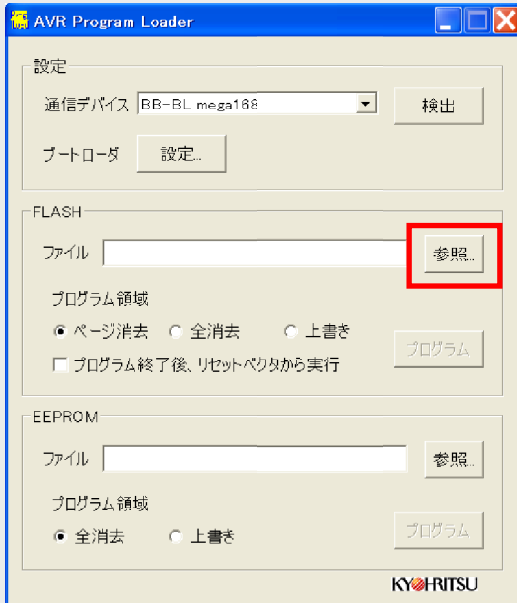 AVR Program Loader
設定
通信デバイス BB-BL mega168 検出
ブートローダ 設定...
FLASH
ファイル 参照...
プログラム領域
ページ消去 全消去 上書き
プログラム
プログラム終了後、リセットベクタから実行
EEPROM
ファイル 参照...
プログラム領域
全消去 上書き
プログラム
KYOHRITSU